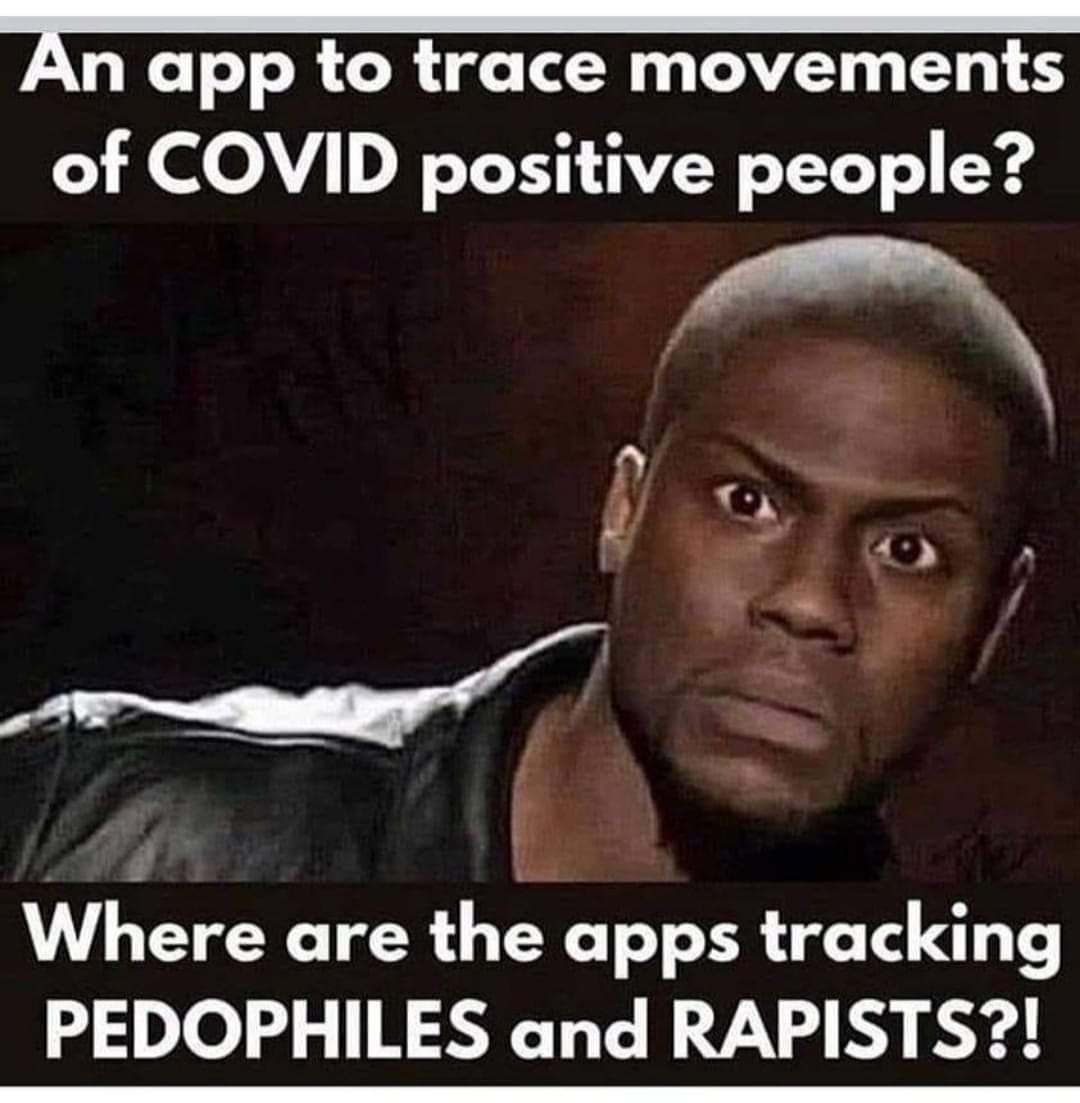 An app to trace movements
of COVID positive people?
Where are the apps tracking
PEDOPHILES and RAPISTS?!